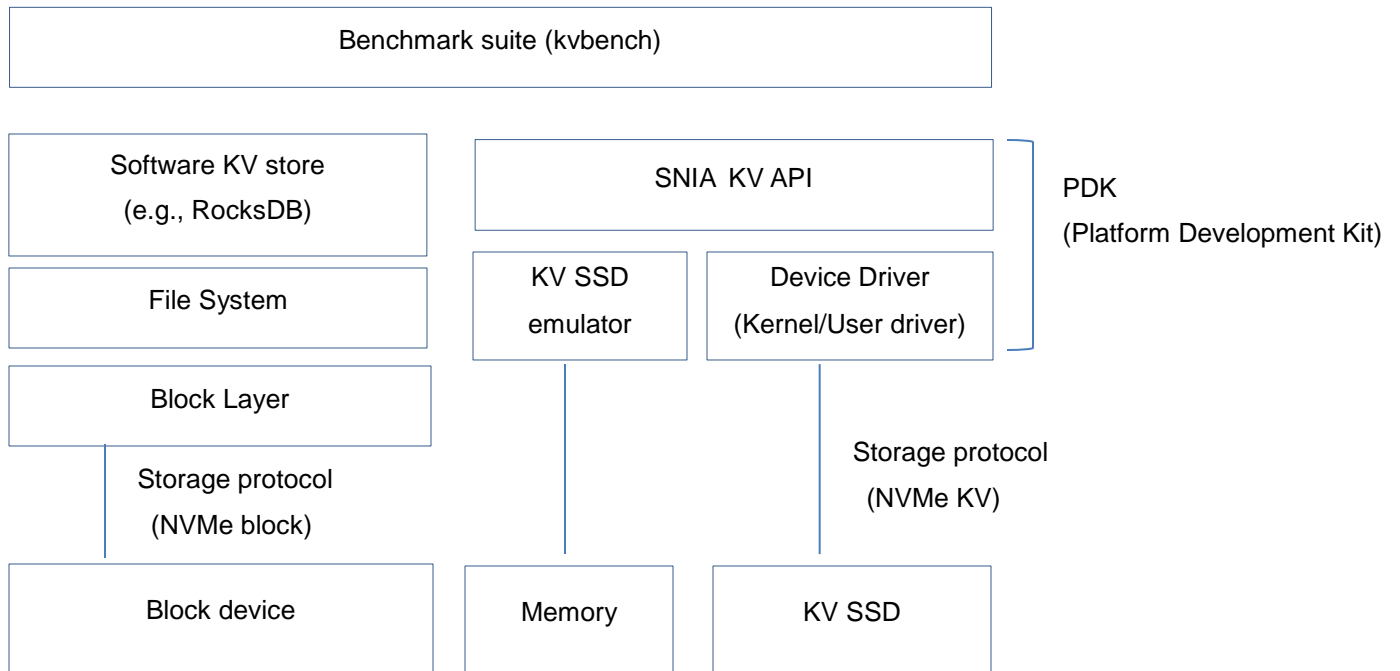 Benchmark suite (kvbench)
Software KV store
(e.g., RocksDB)
SNIA KV API
PDK
(Platform Development Kit)
File System
KV SSD
emulator
Device Driver
(Kernel/User driver)
Block Layer
Storage protocol
(NVMe block)
Storage protocol
(NVMe KV)
Block device
Memory
KV SSD